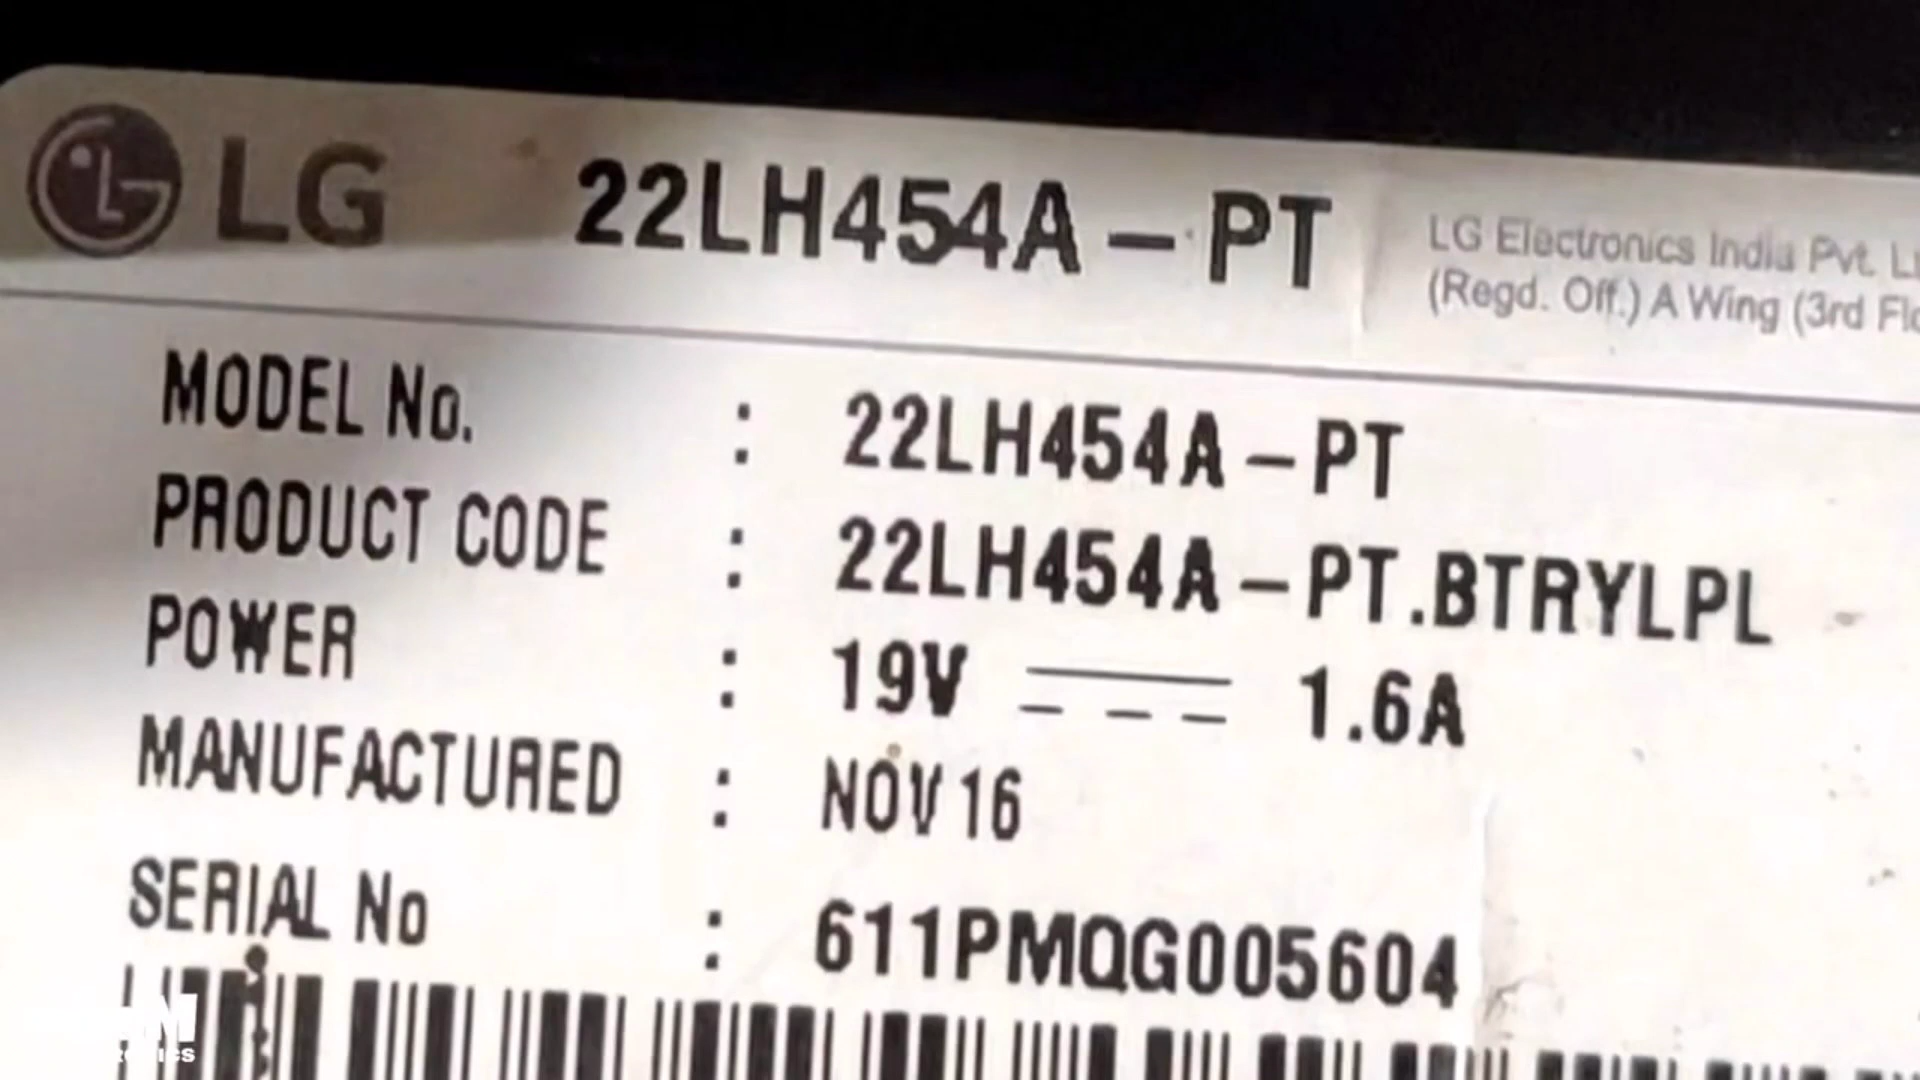 LG 22LH454A-PT
LG Electronics India Pvt.
(Regd. Off.) A Wing (3rd
MODEL No. : 22LH454A-PT
PRODUCT CODE : 22LH454A-PT.BTRYLPL
POWER : 19V 1.6A
MANUFACTURED : NOV 16
SERIAL No : 611PMQG005604